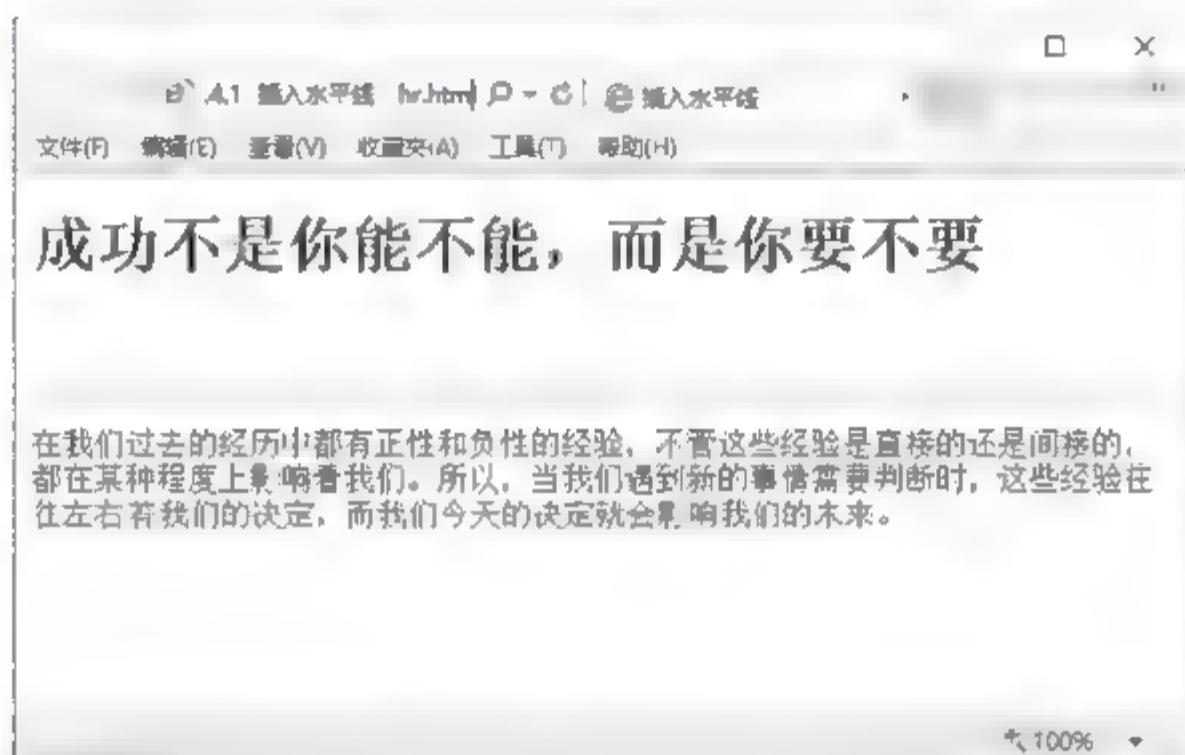 4.1 插入水平线 hr.html 插入水平线
文件(F) 编辑(E) 查看(V) 收藏夹(A) 工具(T) 帮助(H)
成功不是你能不能，而是你要不要
在我们过去的经历中都有正性和负性的经验，不管这些经验是直接的还是间接的，
都在某种程度上影响着我们。所以，当我们遇到新的事情需要判断时，这些经验往
往左右着我们的决定，而我们今天的决定就会影响我们的未来。
100%